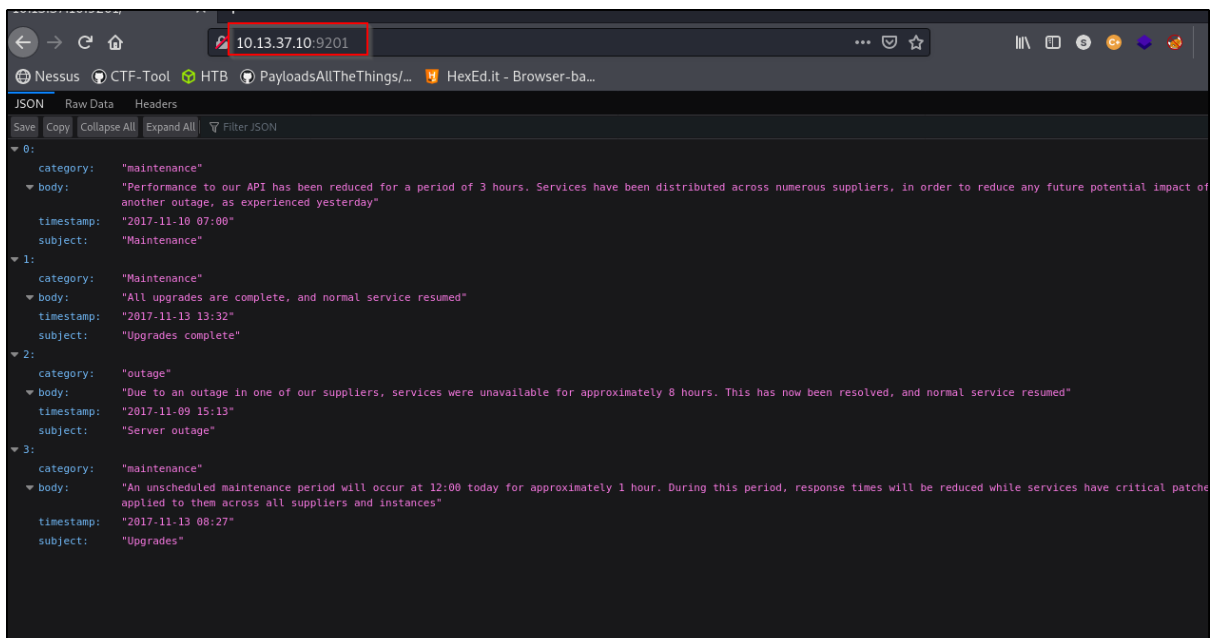 10.13.37.10:9201
Nessus CTF-Tool HTB PayloadsAllTheThings/... HexEd.it - Browser-ba...
JSON Raw Data Headers
Save Copy Collapse All Expand All Filter JSON
0:
category: "maintenance"
body: "Performance to our API has been reduced for a period of 3 hours. Services have been distributed across numerous suppliers, in order to reduce any future potential impact of
another outage, as experienced yesterday"
timestamp: "2017-11-10 07:00"
subject: "Maintenance"
1:
category: "Maintenance"
body: "All upgrades are complete, and normal service resumed"
timestamp: "2017-11-13 13:32"
subject: "Upgrades complete"
2:
category: "outage"
body: "Due to an outage in one of our suppliers, services were unavailable for approximately 8 hours. This has now been resolved, and normal service resumed"
timestamp: "2017-11-09 15:13"
subject: "Server outage"
3:
category: "maintenance"
body: "An unscheduled maintenance period will occur at 12:00 today for approximately 1 hour. During this period, response times will be reduced while services have critical patche
applied to them across all suppliers and instances"
timestamp: "2017-11-13 08:27"
subject: "Upgrades"